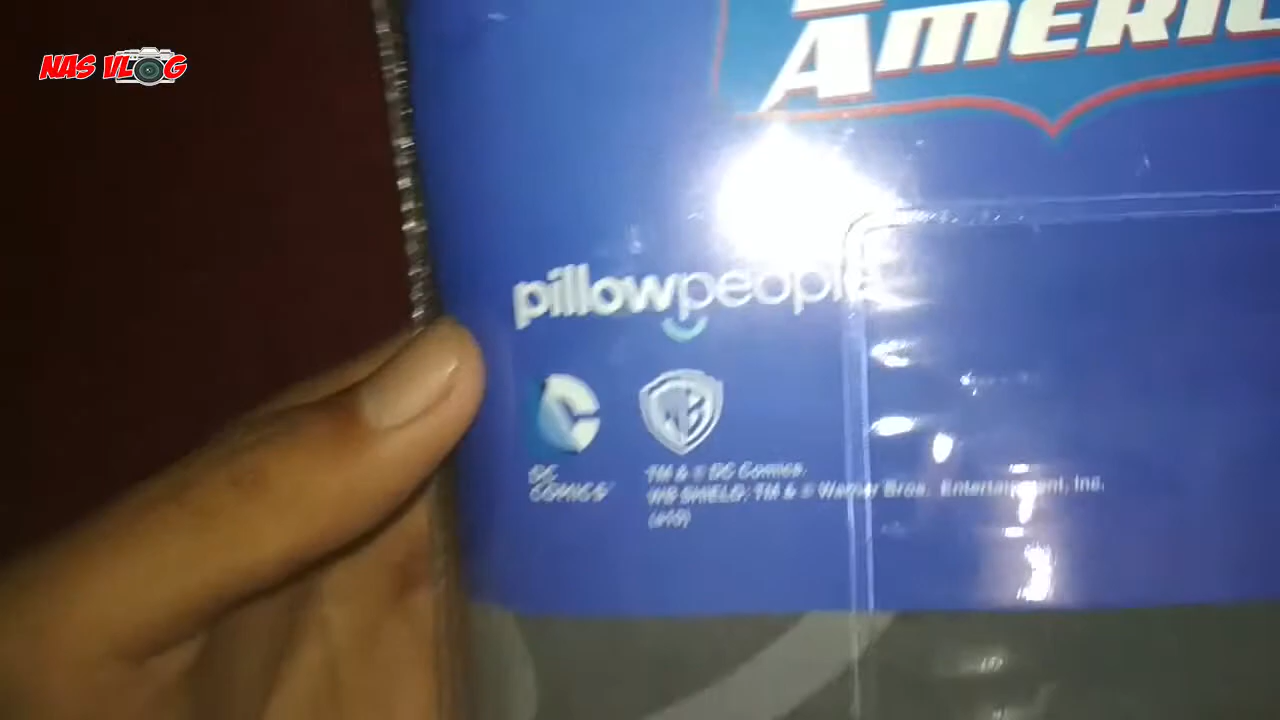 NAS VLOG
AMERIC
pillowpeople
DC
COMICS
TM & © DC Comics.
WB SHIELD: TM & © Warner Bros. Entertainment, Inc.